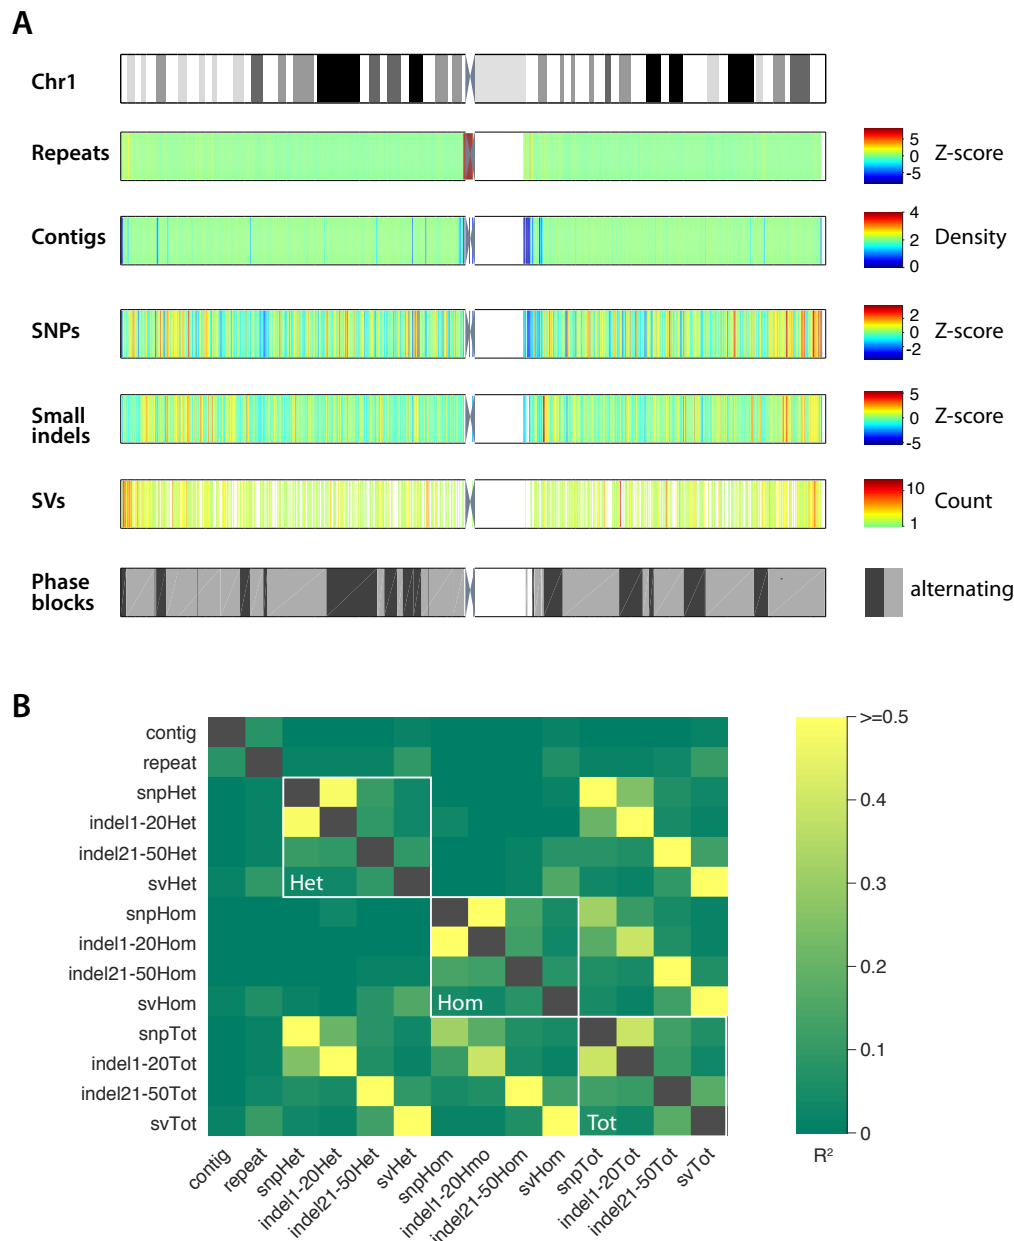 A
Chr1
Repeats
5
0
-5
Z-score
Contigs
4
2
0
Density
SNPs
2
0
-2
Z-score
Small
indels
5
0
-5
Z-score
SVs
10
1
Count
Phase
blocks
alternating
B
contig
repeat
snpHet
indel1-20Het
indel21-50Het
svHet
snpHom
indel1-20Hom
indel21-50Hom
svHom
snpTot
indel1-20Tot
indel21-50Tot
svTot
Het
Hom
Tot
contig
repeat
snpHet
indel1-20Het
indel21-50Het
svHet
snpHom
indel1-20Hmo
indel21-50Hom
svHom
snpTot
indel1-20Tot
indel21-50Tot
svTot
>=0.5
0.4
0.3
0.2
0.1
0
R²